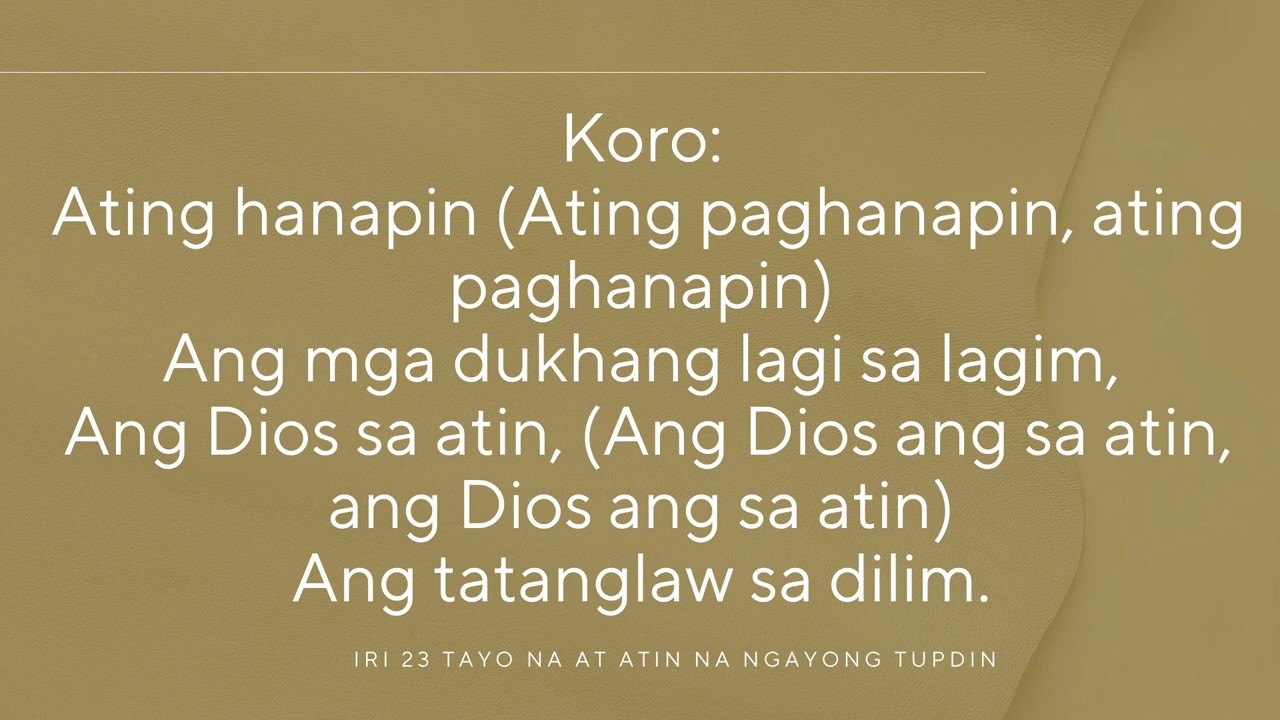 Koro:
Ating hanapin (Ating paghanapin, ating
paghanapin)
Ang mga dukhang lagi sa lagim,
Ang Dios sa atin, (Ang Dios ang sa atin,
ang Dios ang sa atin)
Ang tatanglaw sa dilim.
IRI 23 TAYO NA AT ATIN NA NGAYONG TUPDIN